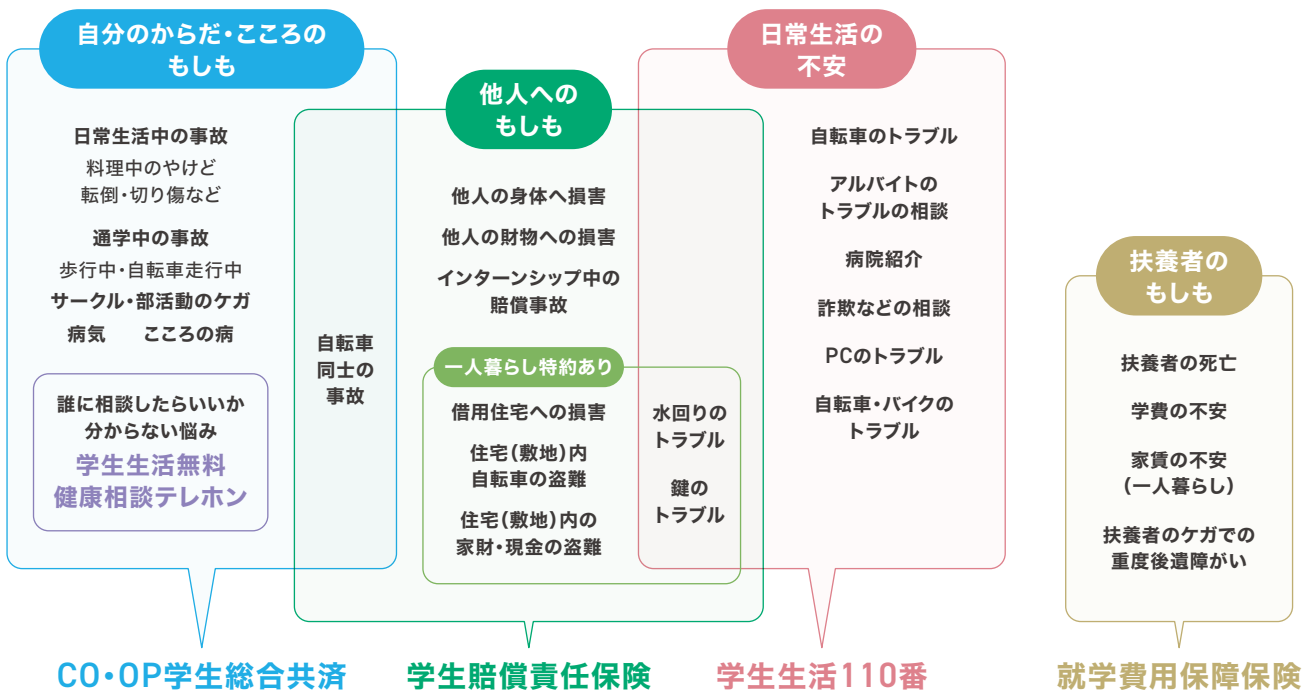 自分のからだ・こころの
もしも
日常生活中の事故
料理中のやけど
転倒・切り傷など
通学中の事故
歩行中・自転車走行中
サークル・部活動のケガ
病気 こころの病
誰に相談したらいいか
分からない悩み
学生生活無料
健康相談テレホン
自転車
同士の
事故
他人への
もしも
他人の身体へ損害
他人の財物への損害
インターンシップ中の
賠償事故
一人暮らし特約あり
借用住宅への損害
住宅(敷地)内
自転車の盗難
住宅(敷地)内の
家財・現金の盗難
水回りの
トラブル
鍵の
トラブル
日常生活の
不安
自転車のトラブル
アルバイトの
トラブルの相談
病院紹介
詐欺などの相談
PCのトラブル
自転車・バイクの
トラブル
扶養者の
もしも
扶養者の死亡
学費の不安
家賃の不安
(一人暮らし)
扶養者のケガでの
重度後遺障がい
CO・OP学生総合共済
学生賠償責任保険
学生生活110番
就学費用保障保険